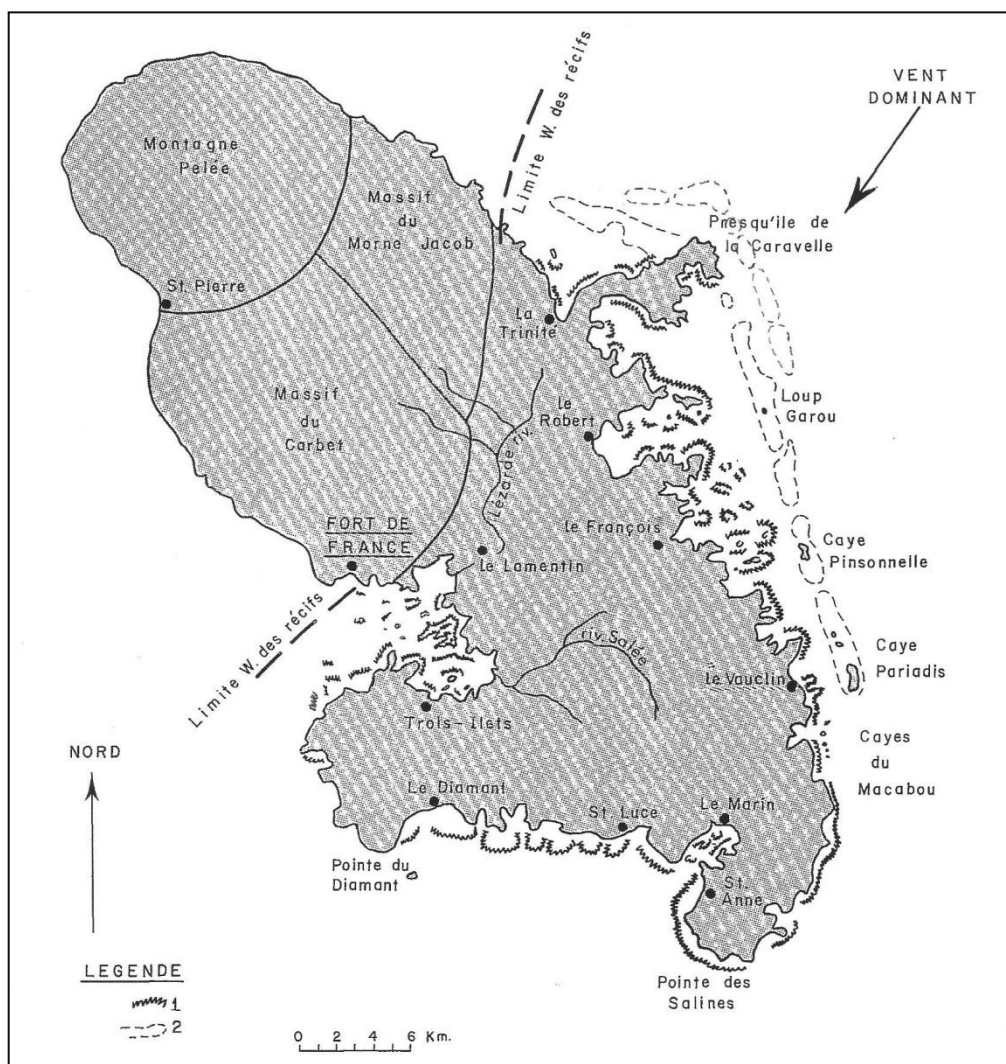 Limite W. des récifs
VENT
DOMINANT
Montagne
Pelée
Massif
du
Morne Jacob
Presqu'ile de
la Caravelle
St. Pierre
La
Trinité
Loup
Garou
Massif
du
Carbet
le
Robert
Lézarde riv.
FORT DE
FRANCE
le François
le Lamentin
Caye
Pinsonnelle
Limite W. des récifs
riv. Salée
Caye
Pariadis
le Vauclin
Trois-Ilets
NORD
Cayes
du
Macabou
Le Diamant
St. Luce
Le Marin
Pointe du
Diamant
St.
Anne
LEGENDE
1
2
Pointe des
Salines
0 2 4 6 Km.